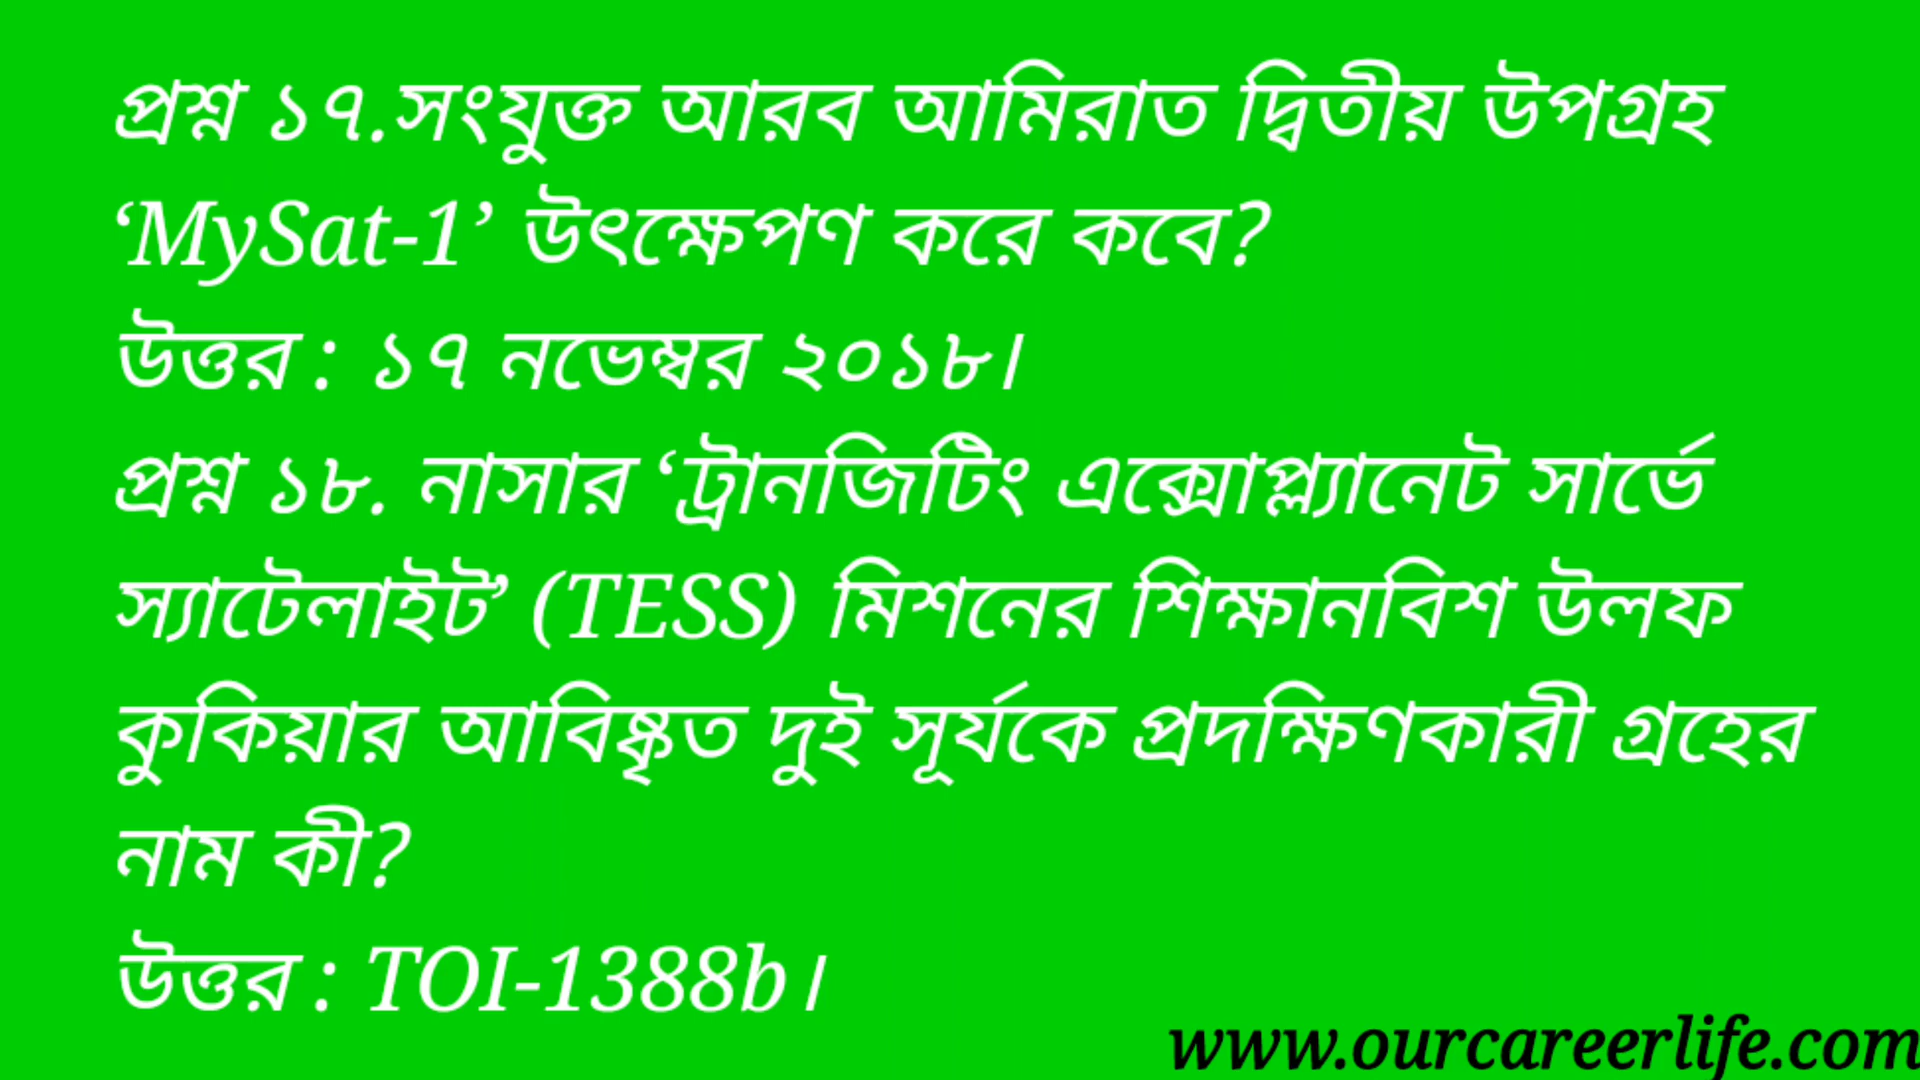 প্রশ্ন ১৭.সংযুক্ত আরব আমিরাত দ্বিতীয় উপগ্রহ
‘MySat-1’ উৎক্ষেপণ করে কবে?
উত্তর : ১৭ নভেম্বর ২০১৮।
প্রশ্ন ১৮. নাসার ‘ট্রানজিটিং এক্সোপ্ল্যানেট সার্ভে
স্যাটেলাইট’ (TESS) মিশনের শিক্ষানবিশ উলফ
কুকিয়ার আবিষ্কৃত দুই সূর্যকে প্রদক্ষিণকারী গ্রহের
নাম কী?
উত্তর : TOI-1388b।
www.ourcareerlife.com